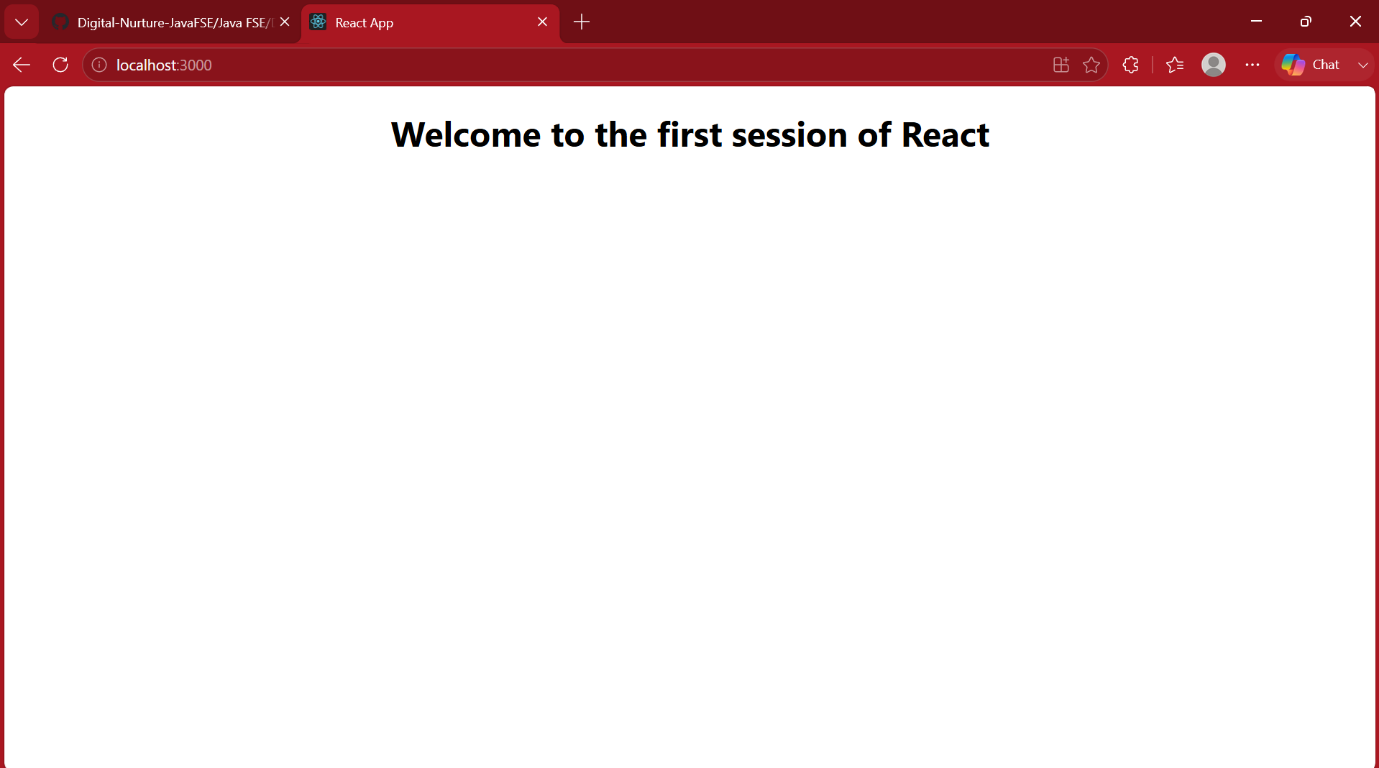 Digital-Nurture-JavaFSE/Java FSE/
React App
localhost:3000
Chat
Welcome to the first session of React